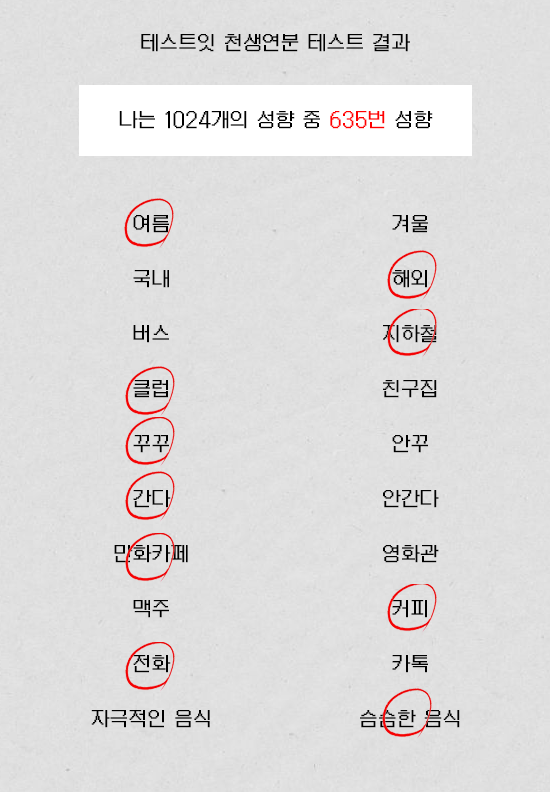 테스트잇 천생연분 테스트 결과
나는 1024개의 성향 중 635번 성향
여름 겨울
국내 해외
버스 지하철
클럽 친구집
꾸꾸 안꾸
간다 안간다
만화카페 영화관
맥주 커피
전화 카톡
자극적인 음식 슴슴한 음식